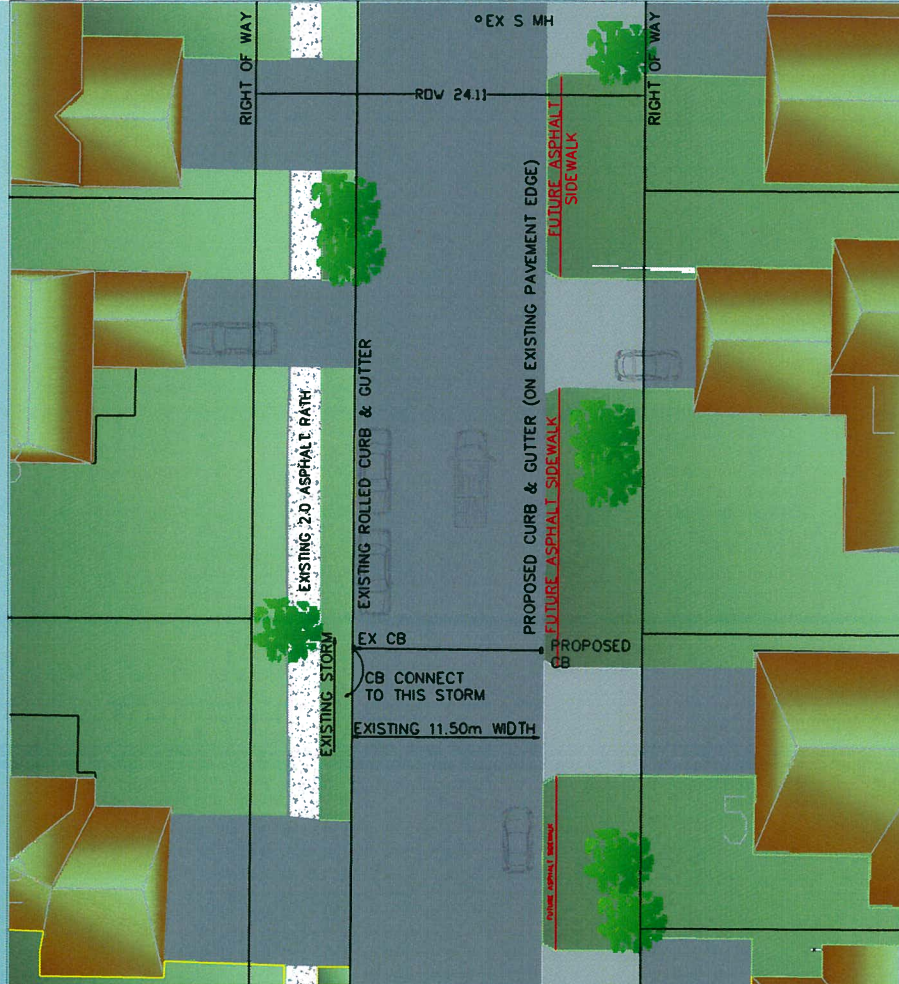 EX S MH
RIGHT OF WAY
RIGHT OF WAY
ROW 24.11
FUTURE ASPHALT
SIDEWALK
PROPOSED CURB & GUTTER (ON EXISTING PAVEMENT EDGE)
EXISTING ROLLED CURB & GUTTER
EXISTING 2.0 ASPHALT PATH
FUTURE ASPHALT SIDEWALK
EX CB
PROPOSED
CB
EXISTING STORM
CB CONNECT
TO THIS STORM
EXISTING 11.50m WIDTH
FUTURE ASPHALT SIDEWALK